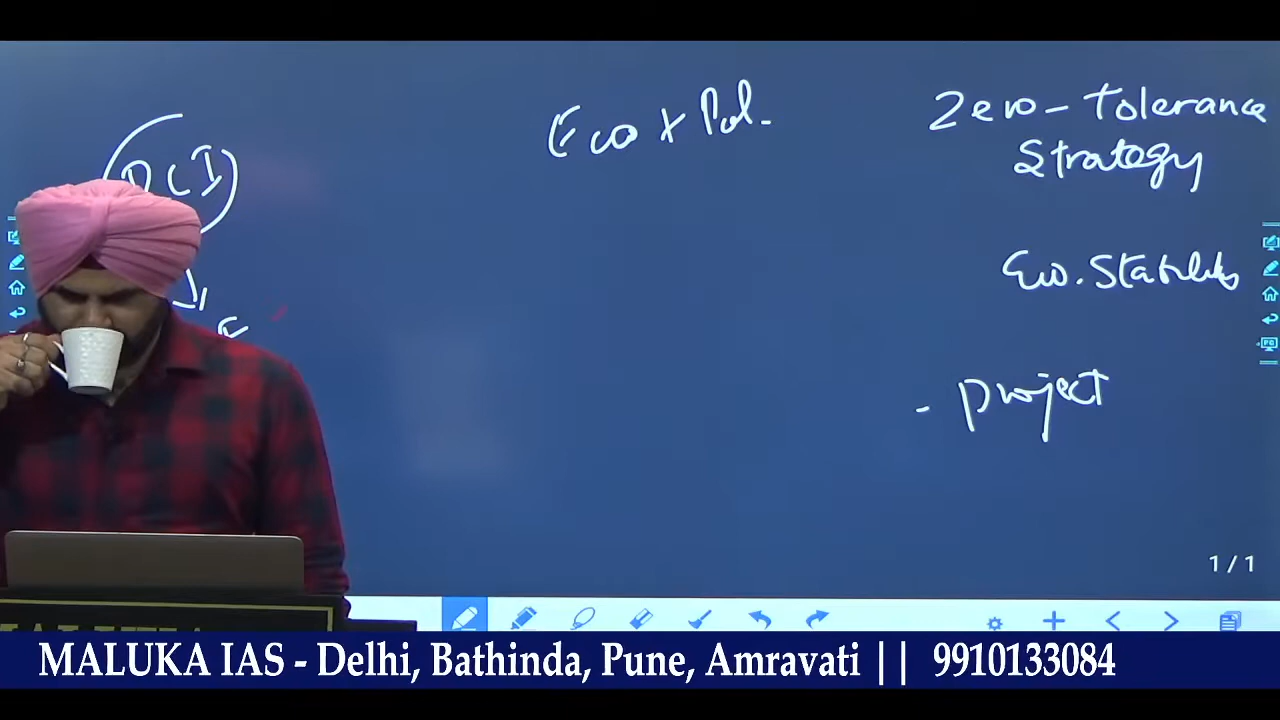 Eco + Pol.
Zero - Tolerance
Strategy
Eco. Stability
- project
1/1
MALUKA IAS - Delhi, Bathinda, Pune, Amravati || 9910133084